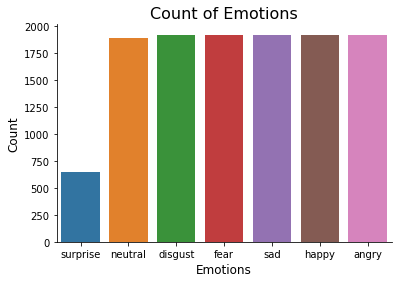 Count of Emotions
Count
2000
1750
1500
1250
1000
750
500
250
0
surprise neutral disgust fear sad happy angry
Emotions